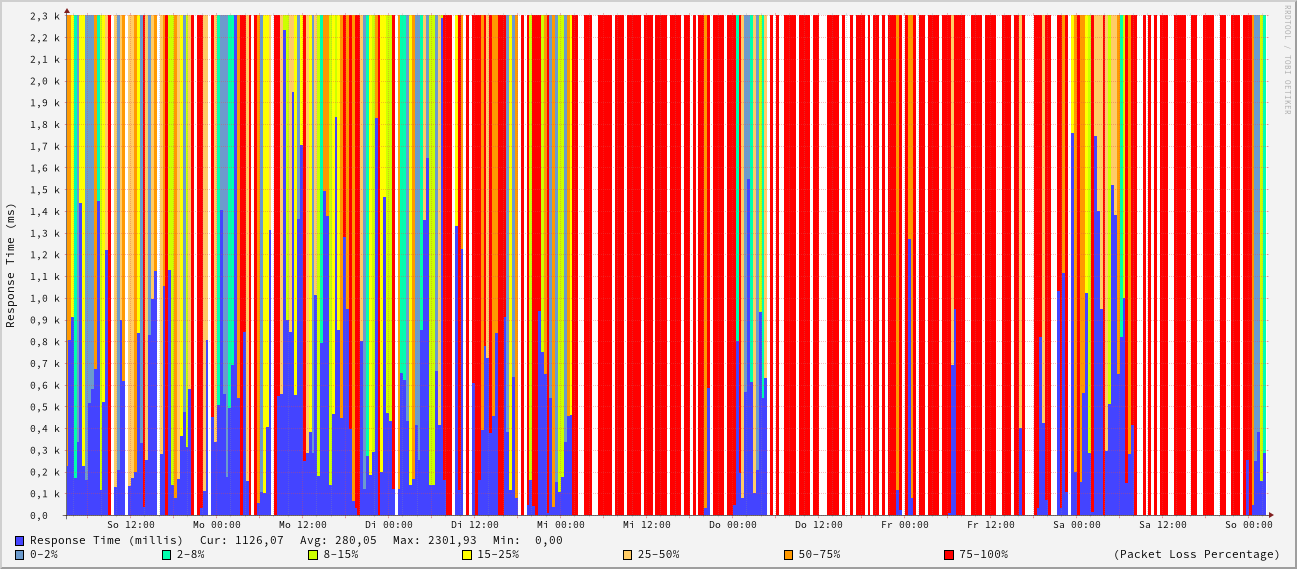 RRDTOOL / TOBI OETIKER
Response Time (ms)
2,3 k
2,2 k
2,1 k
2,0 k
1,9 k
1,8 k
1,7 k
1,6 k
1,5 k
1,4 k
1,3 k
1,2 k
1,1 k
1,0 k
0,9 k
0,8 k
0,7 k
0,6 k
0,5 k
0,4 k
0,3 k
0,2 k
0,1 k
0,0
So 12:00 Mo 00:00 Mo 12:00 Di 00:00 Di 12:00 Mi 00:00 Mi 12:00 Do 00:00 Do 12:00 Fr 00:00 Fr 12:00 Sa 00:00 Sa 12:00 So 00:00
Response Time (millis) Cur: 1126,07 Avg: 280,05 Max: 2301,93 Min: 0,00
0-2% 2-8% 8-15% 15-25% 25-50% 50-75% 75-100% (Packet Loss Percentage)